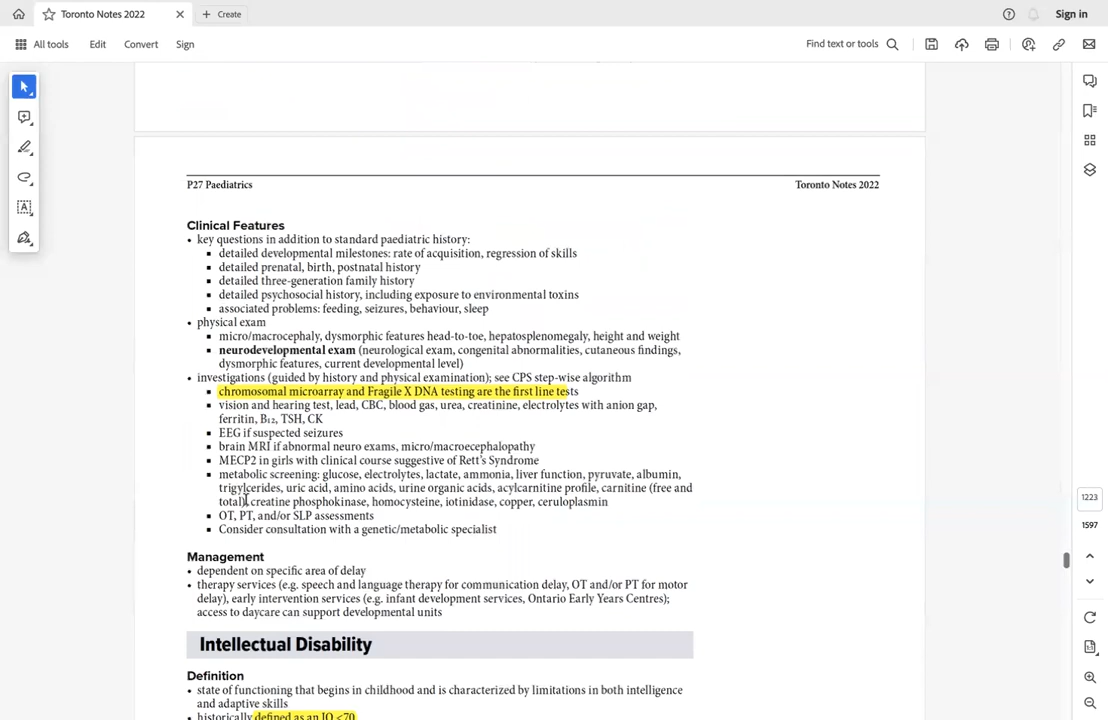 Toronto Notes 2022
Create
Sign in
All tools
Edit
Convert
Sign
Find text or tools
P27 Paediatrics
Toronto Notes 2022
Clinical Features
• key questions in addition to standard paediatric history:
▪ detailed developmental milestones: rate of acquisition, regression of skills
▪ detailed prenatal, birth, postnatal history
▪ detailed three-generation family history
▪ detailed psychosocial history, including exposure to environmental toxins
▪ associated problems: feeding, seizures, behaviour, sleep
• physical exam
▪ micro/macrocephaly, dysmorphic features head-to-toe, hepatosplenomegaly, height and weight
▪ neurodevelopmental exam (neurological exam, congenital abnormalities, cutaneous findings,
dysmorphic features, current developmental level)
• investigations (guided by history and physical examination); see CPS step-wise algorithm
▪ chromosomal microarray and Fragile X DNA testing are the first line tests
▪ vision and hearing test, lead, CBC, blood gas, urea, creatinine, electrolytes with anion gap,
ferritin, B12, TSH, CK
▪ EEG if suspected seizures
▪ brain MRI if abnormal neuro exams, micro/macroecephalopathy
▪ MECP2 in girls with clinical course suggestive of Rett's Syndrome
▪ metabolic screening: glucose, electrolytes, lactate, ammonia, liver function, pyruvate, albumin,
trigylcerides, uric acid, amino acids, urine organic acids, acylcarnitine profile, carnitine (free and
total), creatine phosphokinase, homocysteine, iotinidase, copper, ceruloplasmin
▪ OT, PT, and/or SLP assessments
▪ Consider consultation with a genetic/metabolic specialist
Management
• dependent on specific area of delay
• therapy services (e.g. speech and language therapy for communication delay, OT and/or PT for motor
delay), early intervention services (e.g. infant development services, Ontario Early Years Centres);
access to daycare can support developmental units
Intellectual Disability
Definition
• state of functioning that begins in childhood and is characterized by limitations in both intelligence
and adaptive skills
• historically defined as an IQ <70
1223
1597